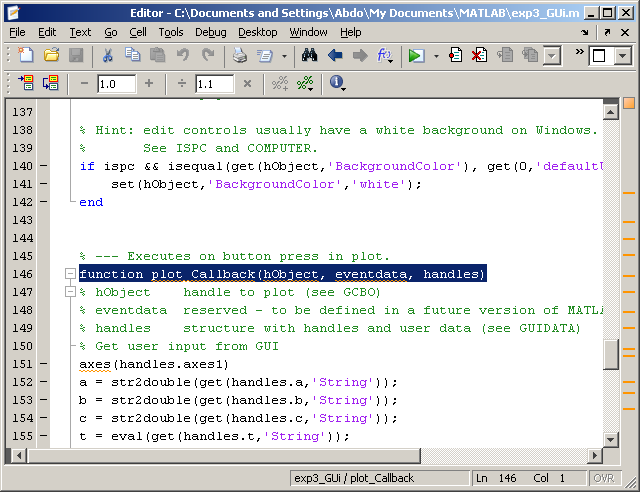 Editor - C:\Documents and Settings\Abdo\My Documents\MATLAB\exp3_GUi.m
File Edit Text Go Cell Tools Debug Desktop Window Help
1.0 1.1
137
138 % Hint: edit controls usually have a white background on Windows.
139 % See ISPC and COMPUTER.
140 if ispc && isequal(get(hObject,'BackgroundColor'), get(0,'defaultU
141 set(hObject,'BackgroundColor','white');
142 end
143
144
145 % --- Executes on button press in plot.
146 function plot_Callback(hObject, eventdata, handles)
147 % hObject handle to plot (see GCBO)
148 % eventdata reserved - to be defined in a future version of MATLA
149 % handles structure with handles and user data (see GUIDATA)
150 % Get user input from GUI
151 axes(handles.axes1)
152 a = str2double(get(handles.a,'String'));
153 b = str2double(get(handles.b,'String'));
154 c = str2double(get(handles.c,'String'));
155 t = eval(get(handles.t,'String'));
exp3_GUi / plot_Callback Ln 146 Col 1 OVR